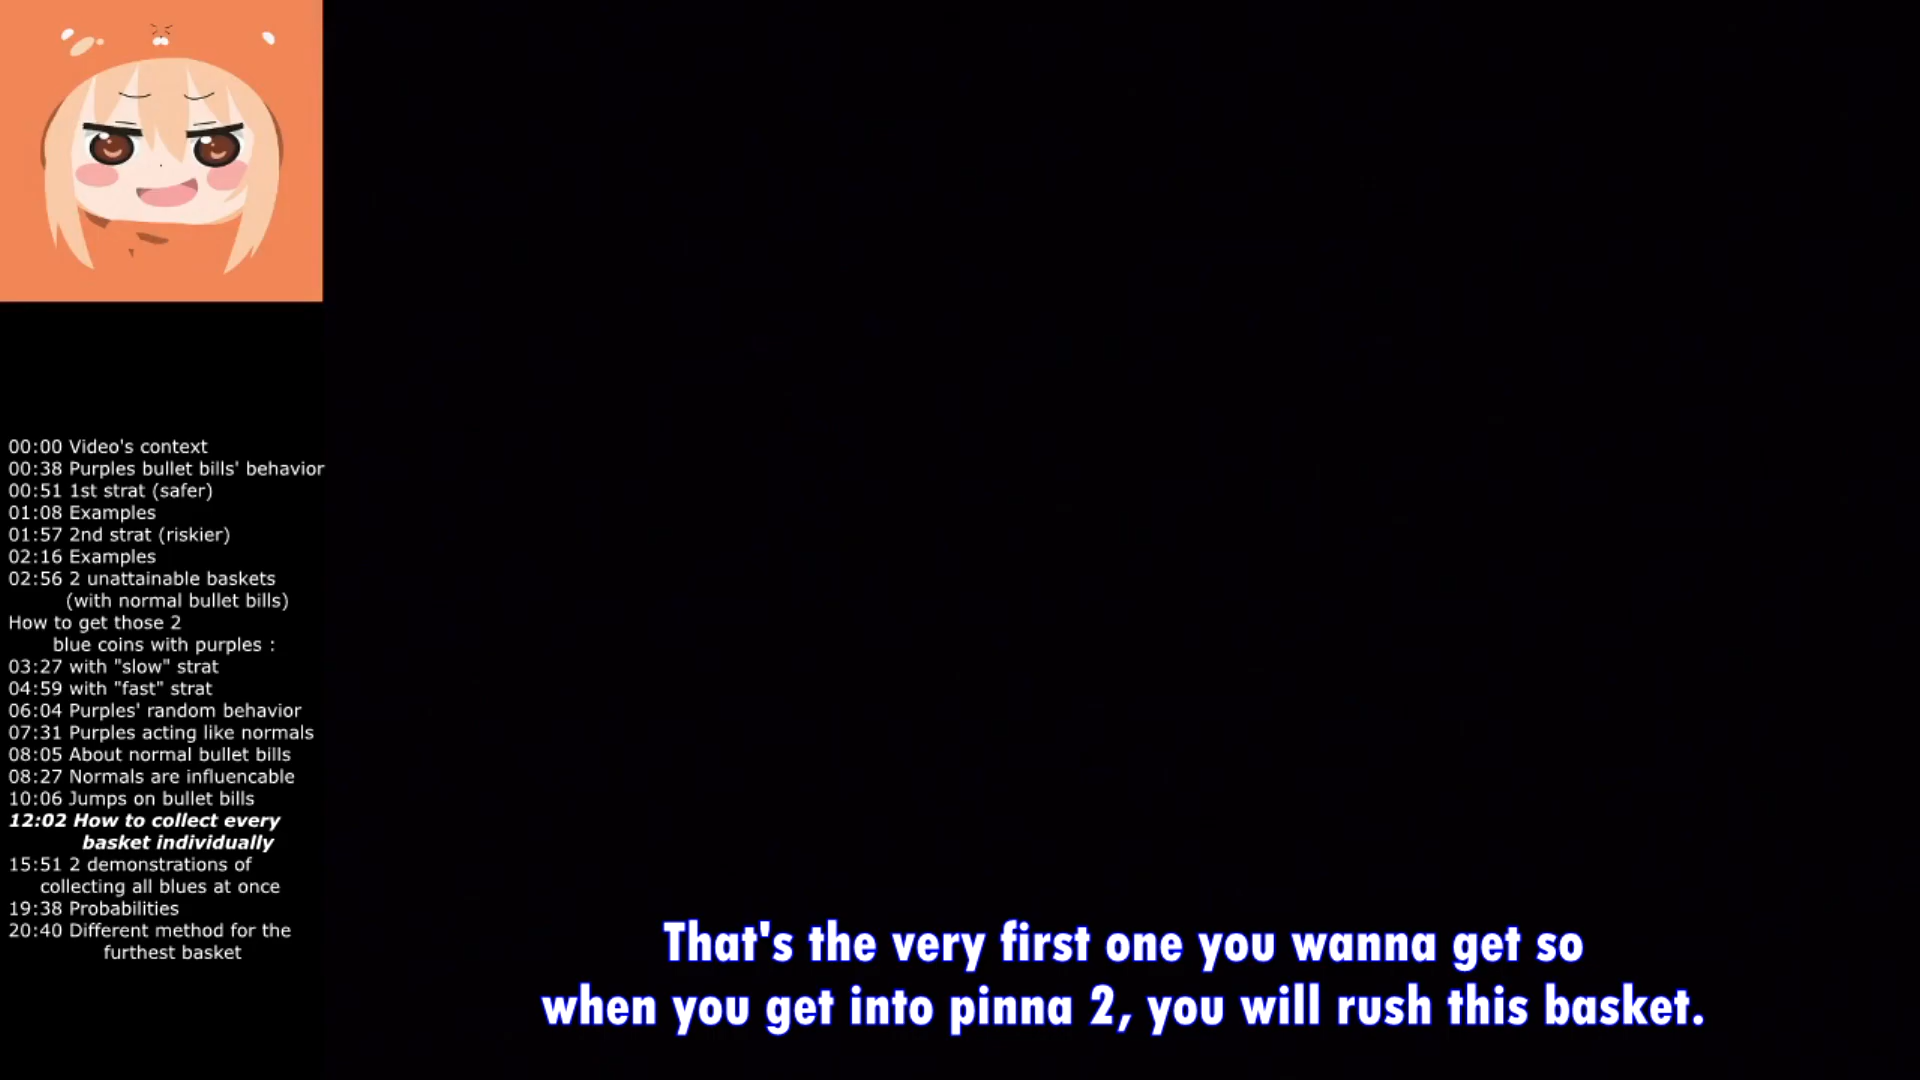 00:00 Video's context
00:38 Purples bullet bills' behavior
00:51 1st strat (safer)
01:08 Examples
01:57 2nd strat (riskier)
02:16 Examples
02:56 2 unattainable baskets
(with normal bullet bills)
How to get those 2
blue coins with purples :
03:27 with "slow" strat
04:59 with "fast" strat
06:04 Purples' random behavior
07:31 Purples acting like normals
08:05 About normal bullet bills
08:27 Normals are influencable
10:06 Jumps on bullet bills
12:02 How to collect every
basket individually
15:51 2 demonstrations of
collecting all blues at once
19:38 Probabilities
20:40 Different method for the
furthest basket
That's the very first one you wanna get so
when you get into pinna 2, you will rush this basket.